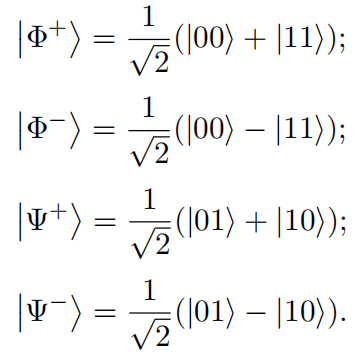 |Φ⁺⟩ = 1/√2 (|00⟩ + |11⟩);
|Φ⁻⟩ = 1/√2 (|00⟩ − |11⟩);
|Ψ⁺⟩ = 1/√2 (|01⟩ + |10⟩);
|Ψ⁻⟩ = 1/√2 (|01⟩ − |10⟩).